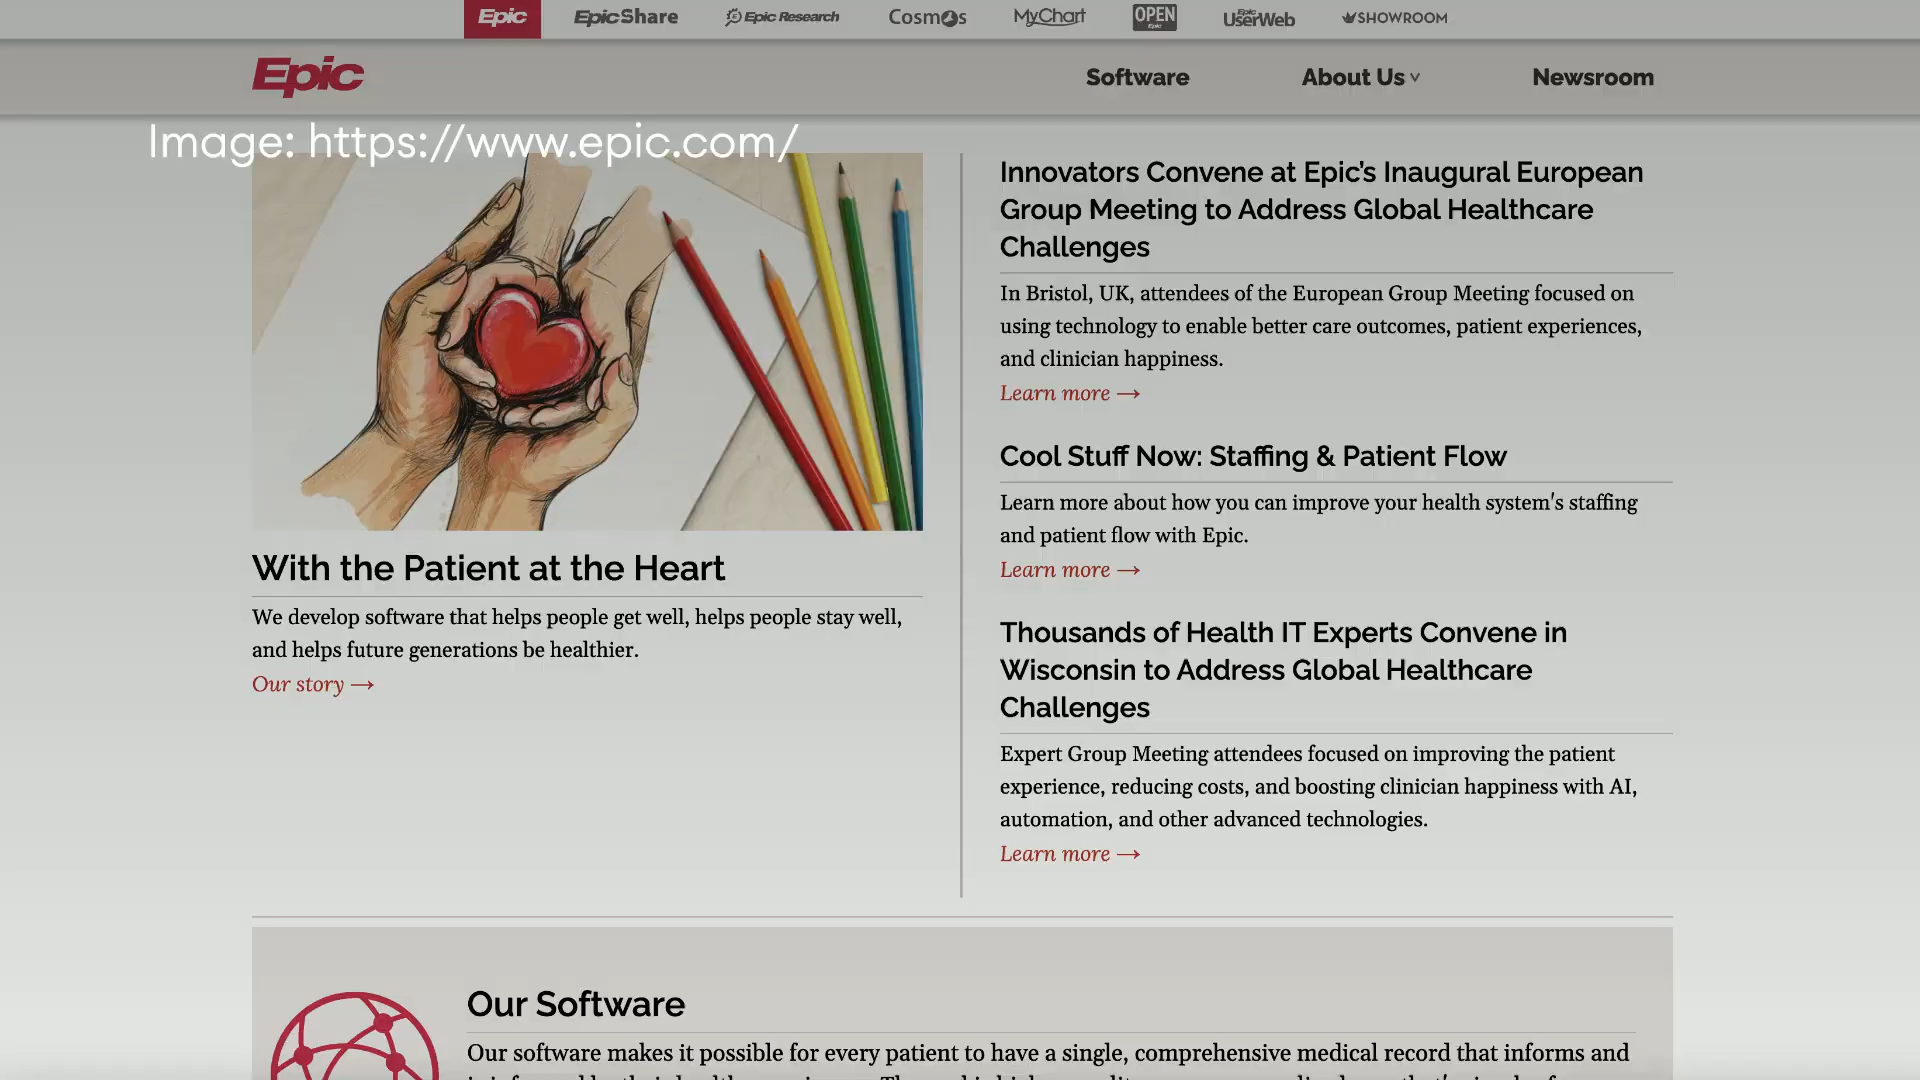 Epic EpicShare Epic Research Cosmos MyChart OPEN Epic Epic UserWeb SHOWROOM
Epic Software About Us Newsroom
Image: https://www.epic.com/
With the Patient at the Heart
We develop software that helps people get well, helps people stay well,
and helps future generations be healthier.
Our story →
Innovators Convene at Epic's Inaugural European
Group Meeting to Address Global Healthcare
Challenges
In Bristol, UK, attendees of the European Group Meeting focused on
using technology to enable better care outcomes, patient experiences,
and clinician happiness.
Learn more →
Cool Stuff Now: Staffing & Patient Flow
Learn more about how you can improve your health system's staffing
and patient flow with Epic.
Learn more →
Thousands of Health IT Experts Convene in
Wisconsin to Address Global Healthcare
Challenges
Expert Group Meeting attendees focused on improving the patient
experience, reducing costs, and boosting clinician happiness with AI,
automation, and other advanced technologies.
Learn more →
Our Software
Our software makes it possible for every patient to have a single, comprehensive medical record that informs and